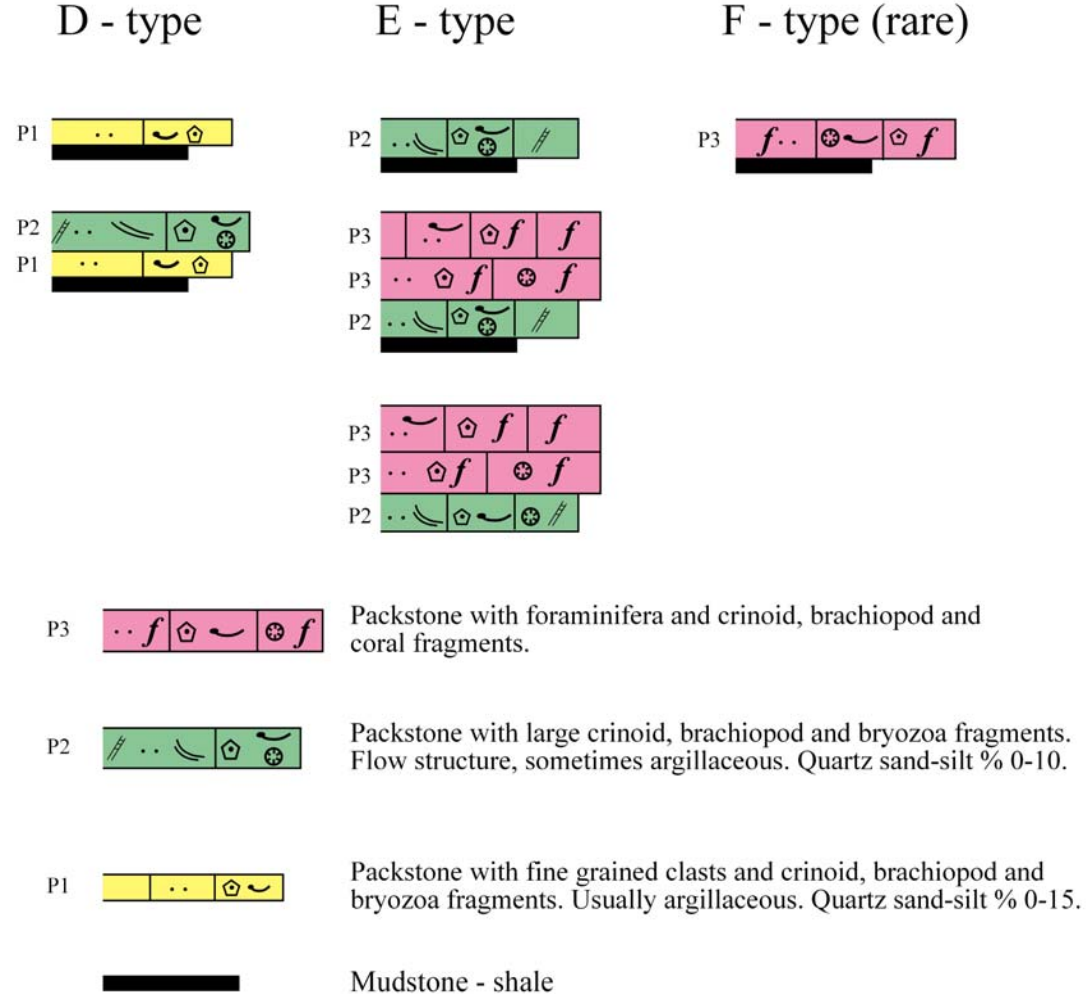 D - type
E - type
F - type (rare)
P1
P2
P1
P2
P3
P3
P2
P3
P3
P2
P3
P3 Packstone with foraminifera and crinoid, brachiopod and
coral fragments.
P2 Packstone with large crinoid, brachiopod and bryozoa fragments.
Flow structure, sometimes argillaceous. Quartz sand-silt % 0-10.
P1 Packstone with fine grained clasts and crinoid, brachiopod and
bryozoa fragments. Usually argillaceous. Quartz sand-silt % 0-15.
Mudstone - shale